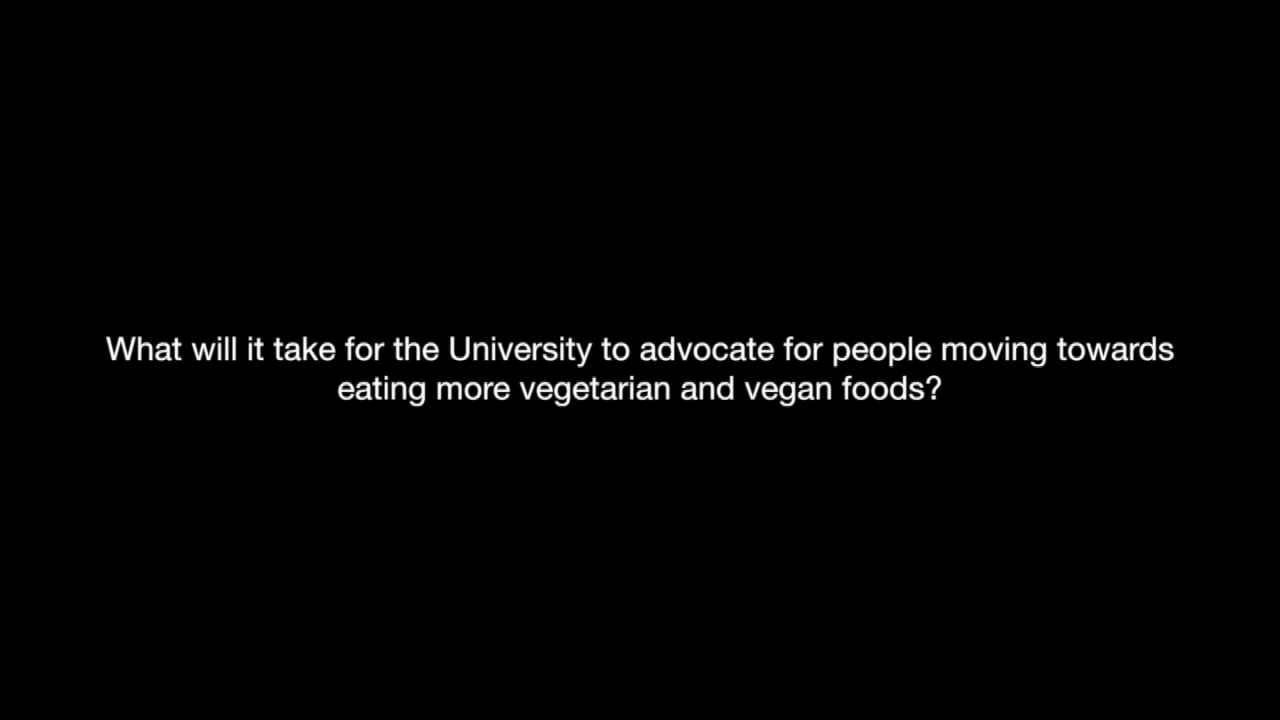 What will it take for the University to advocate for people moving towards
eating more vegetarian and vegan foods?